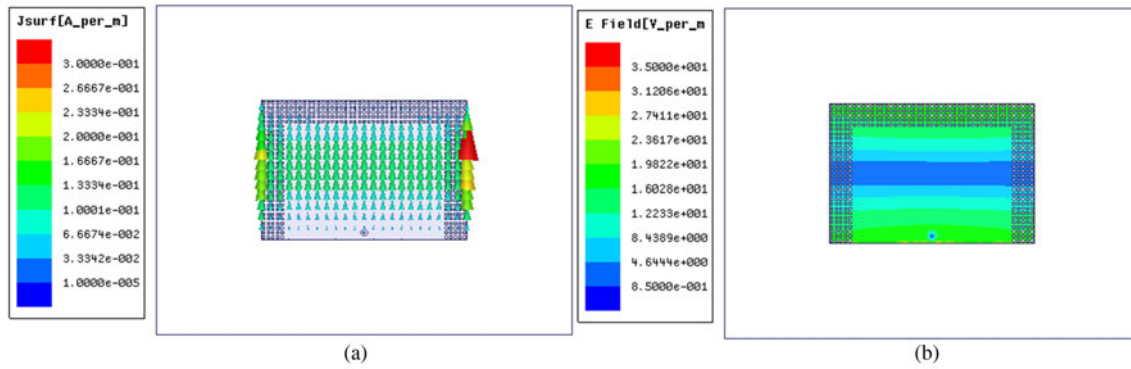 Jsurf[A_per_m]
3.0000e-001
2.6667e-001
2.3334e-001
2.0000e-001
1.6667e-001
1.3334e-001
1.0001e-001
6.6674e-002
3.3342e-002
1.0000e-005
(a)
E Field[V_per_m
3.5000e+001
3.1206e+001
2.7411e+001
2.3617e+001
1.9822e+001
1.6028e+001
1.2233e+001
8.4389e+000
4.6444e+000
8.5000e-001
(b)